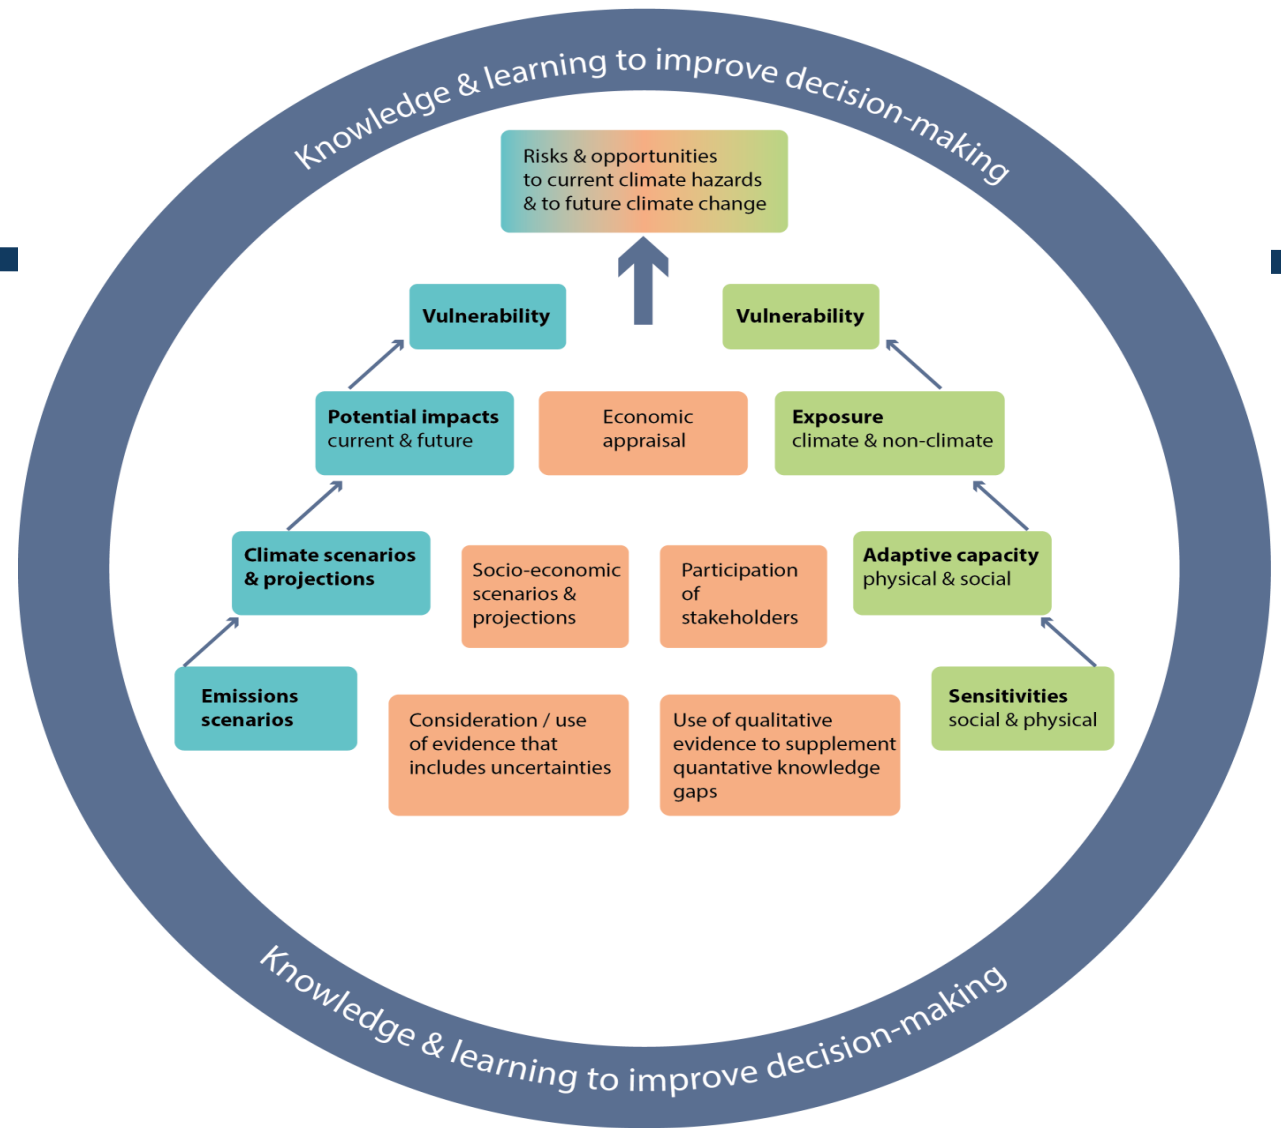 Knowledge & learning to improve decision-making
Risks & opportunities
to current climate hazards
& to future climate change
Vulnerability
Vulnerability
Potential impacts
current & future
Economic
appraisal
Exposure
climate & non-climate
Climate scenarios
& projections
Socio-economic
scenarios &
projections
Participation
of
stakeholders
Adaptive capacity
physical & social
Emissions
scenarios
Consideration / use
of evidence that
includes uncertainties
Use of qualitative
evidence to supplement
quantative knowledge
gaps
Sensitivities
social & physical
Knowledge & learning to improve decision-making